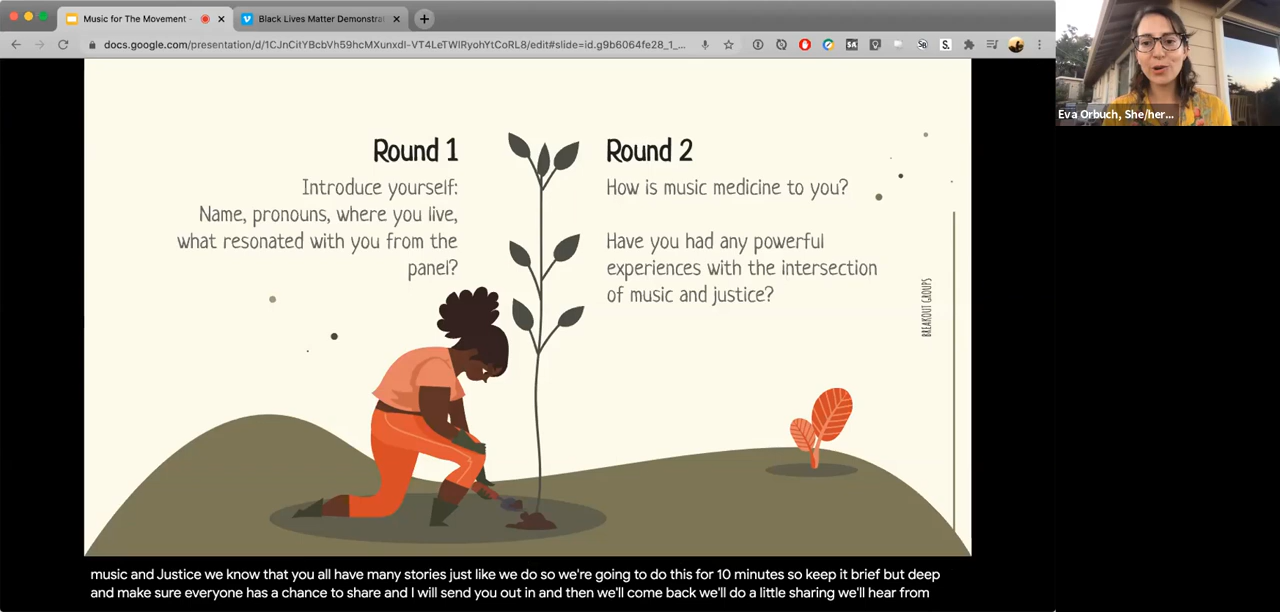 Music for The Movement -
Black Lives Matter Demonstrat
docs.google.com/presentation/d/1CJnCitYBcbVh59hcMXunxdI-VT4LeTWlRyohYtCoRL8/edit#slide=id.g9b6064fe28_1_...
Eva Orbuch, She/her...
Round 1
Introduce yourself:
Name, pronouns, where you live,
what resonated with you from the
panel?
Round 2
How is music medicine to you?
Have you had any powerful
experiences with the intersection
of music and justice?
BREAKOUT GROUPS
music and Justice we know that you all have many stories just like we do so we're going to do this for 10 minutes so keep it brief but deep
and make sure everyone has a chance to share and I will send you out in and then we'll come back we'll do a little sharing we'll hear from